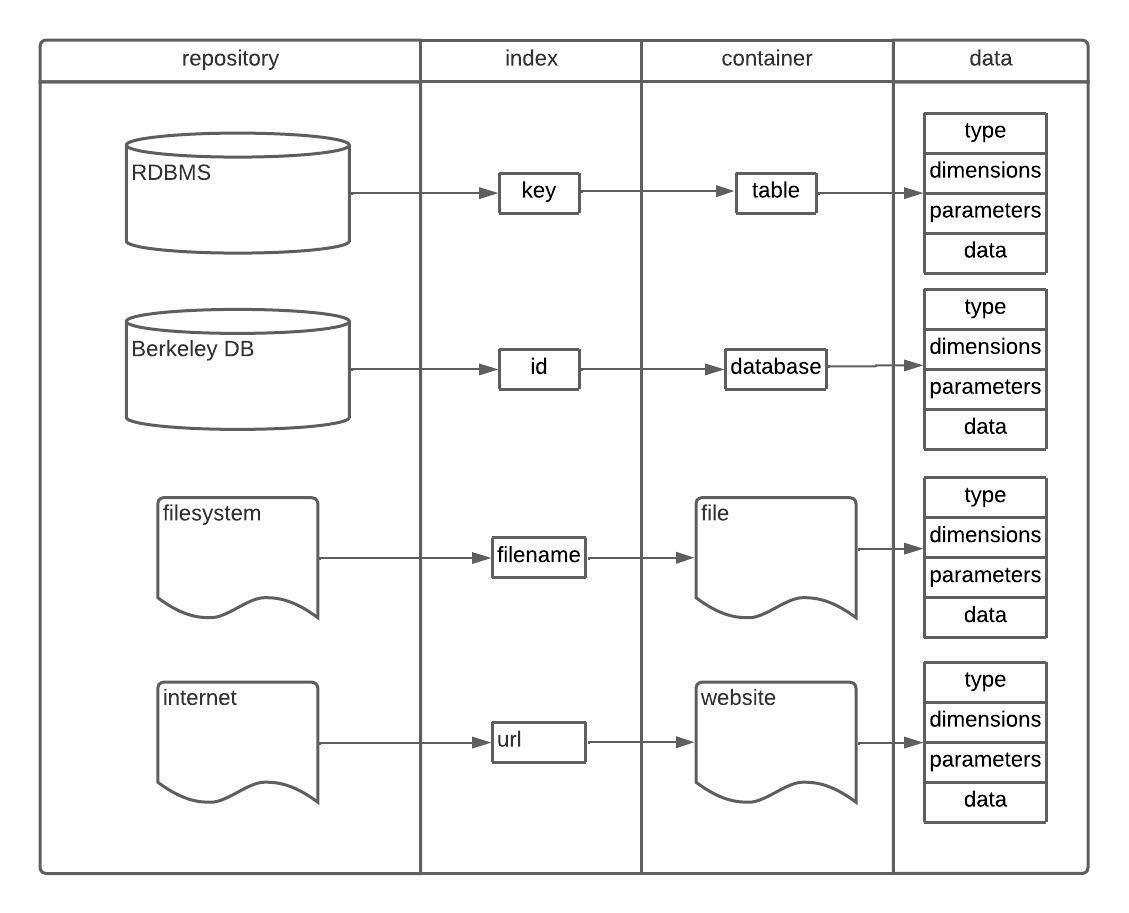 repository
index
container
data
RDBMS
key
table
type
dimensions
parameters
data
Berkeley DB
id
database
type
dimensions
parameters
data
filesystem
filename
file
type
dimensions
parameters
data
internet
url
website
type
dimensions
parameters
data